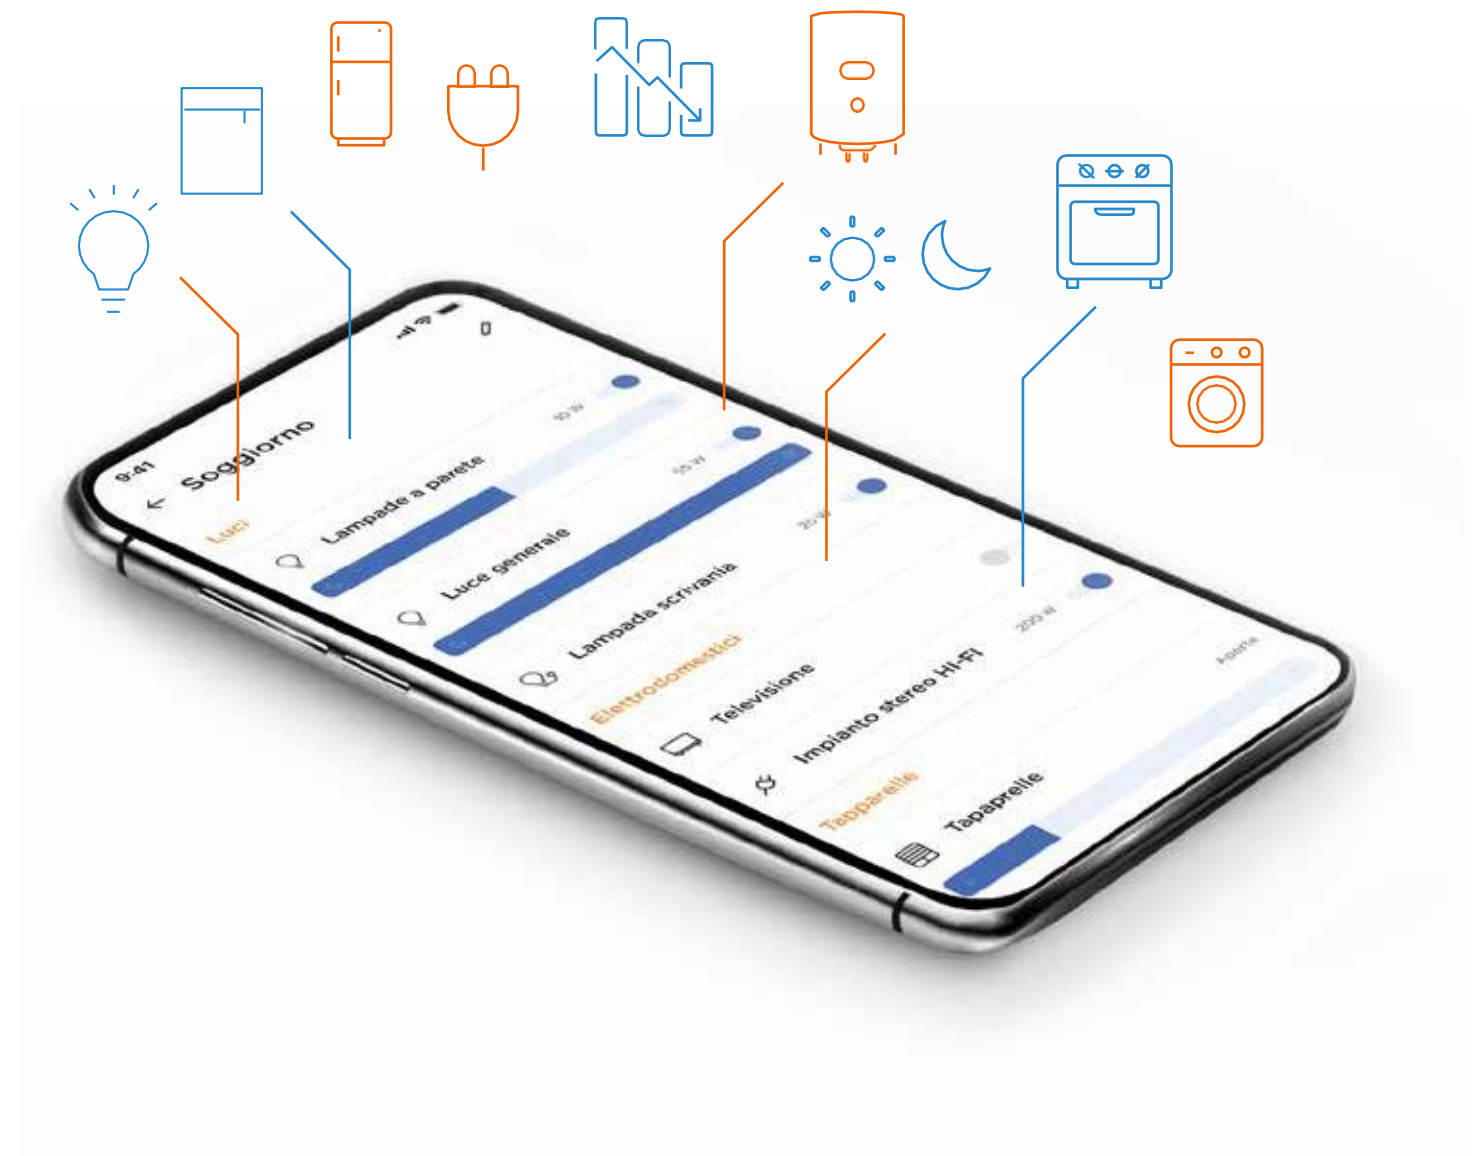 9:41
Soggiorno
Luci
Lampade a parete
10 W
Luce generale
55 W
Lampada scrivania
20 W
Elettrodomestici
Televisione
Impianto stereo HI-FI
200 W
Tapparelle
Tapaprelle
Aperte